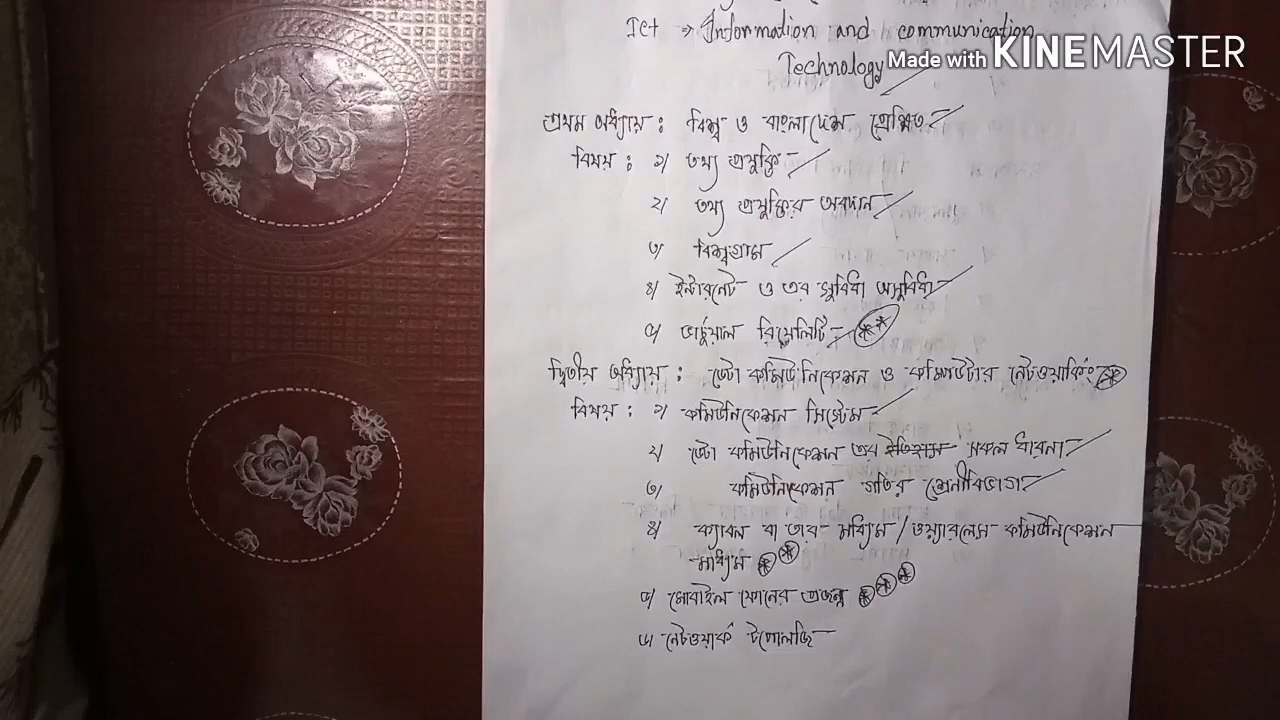 Ict → Information and communication
Technology
Made with KINEMASTER
প্রথম অধ্যায় : বিশ্ব ও বাংলাদেশ প্রেক্ষিত
বিষয় : ১। তথ্য প্রযুক্তি
২। তথ্য প্রযুক্তির অবদান
৩। বিশ্বগ্রাম
৪। ইন্টারনেট ও তর সুবিধা অসুবিধা
৫। ভার্চুয়াল রিয়েলিটি
দ্বিতীয় অধ্যায় : ডেটা কমিউনিকেশন ও কম্পিউটার নেটওয়ার্কিং
বিষয় : ১। কমিউনিকেশন সিস্টেম
২। ডেটা কমিউনিকেশন এর ইতিহাস সকল ধারনা
৩। কমিউনিকেশন গতির শ্রেনীবিভাগ
৪। ক্যাবল বা তার মাধ্যম / ওয়্যারলেস কমিউনিকেশন
মাধ্যম
৫। মোবাইল ফোনের প্রজন্ম
৬। নেটওয়ার্ক টপোলজি